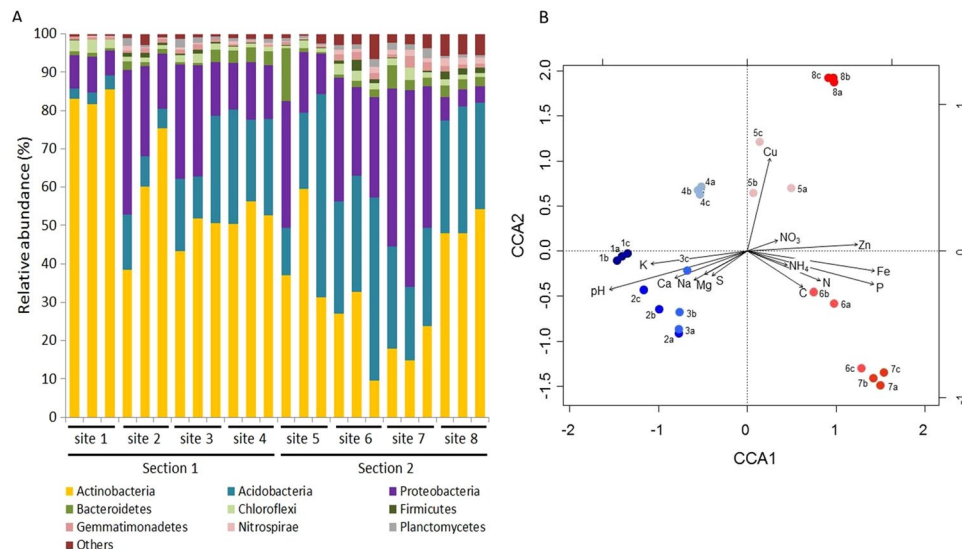 A
B
Relative abundance (%)
100
90
80
70
60
50
40
30
20
10
0
site 1 site 2 site 3 site 4 site 5 site 6 site 7 site 8
Section 1 Section 2
Actinobacteria Acidobacteria Proteobacteria
Bacteroidetes Chloroflexi Firmicutes
Gemmatimonadetes Nitrospirae Planctomycetes
Others
CCA2
2.0
1.5
1.0
0.5
0.0
-0.5
-1.0
-1.5
8c 8b
8a
5c
Cu
4a
4b
4c
5b
5a
1c
1a
1b
NO3
Zn
K
3c
NH4
Fe
pH
Ca Na Mg S
C
N
P
2c
6b
6a
2b
3b
3a
2a
6c
7c
7b
7a
-2 -1 0 1 2
CCA1
1
0
-1